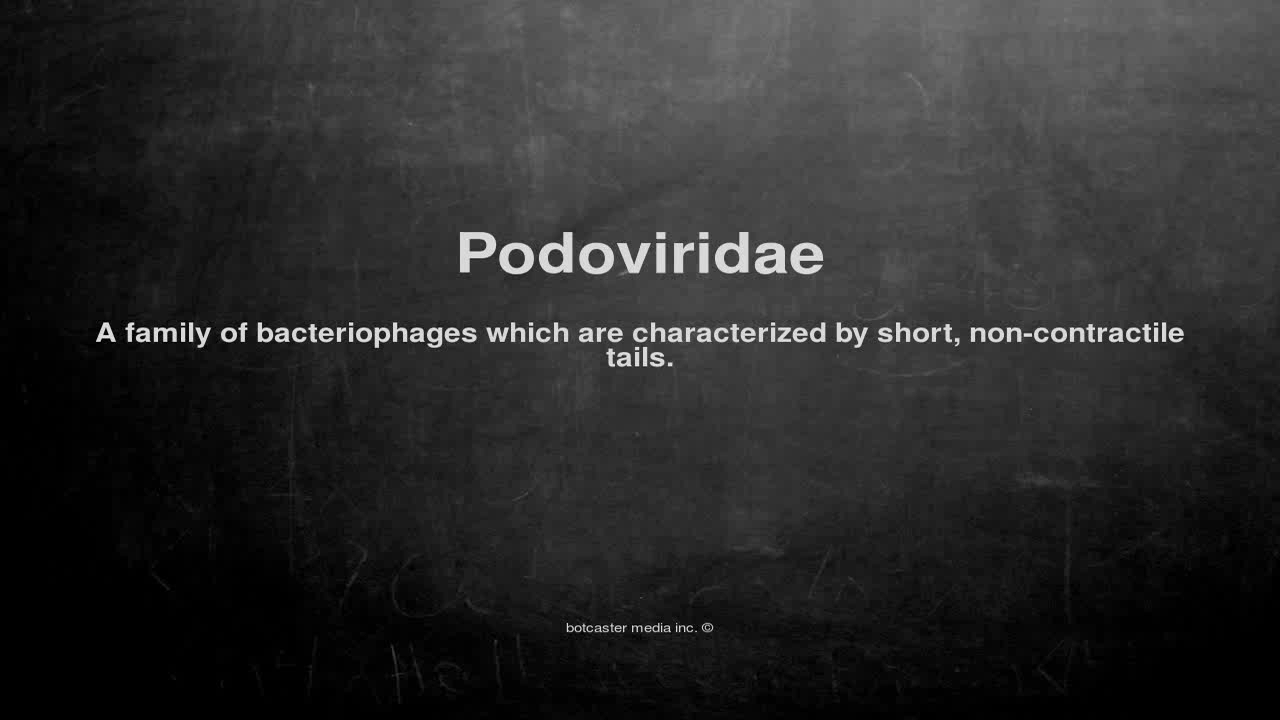 Podoviridae
A family of bacteriophages which are characterized by short, non-contractile
tails.
botcaster media inc. ©